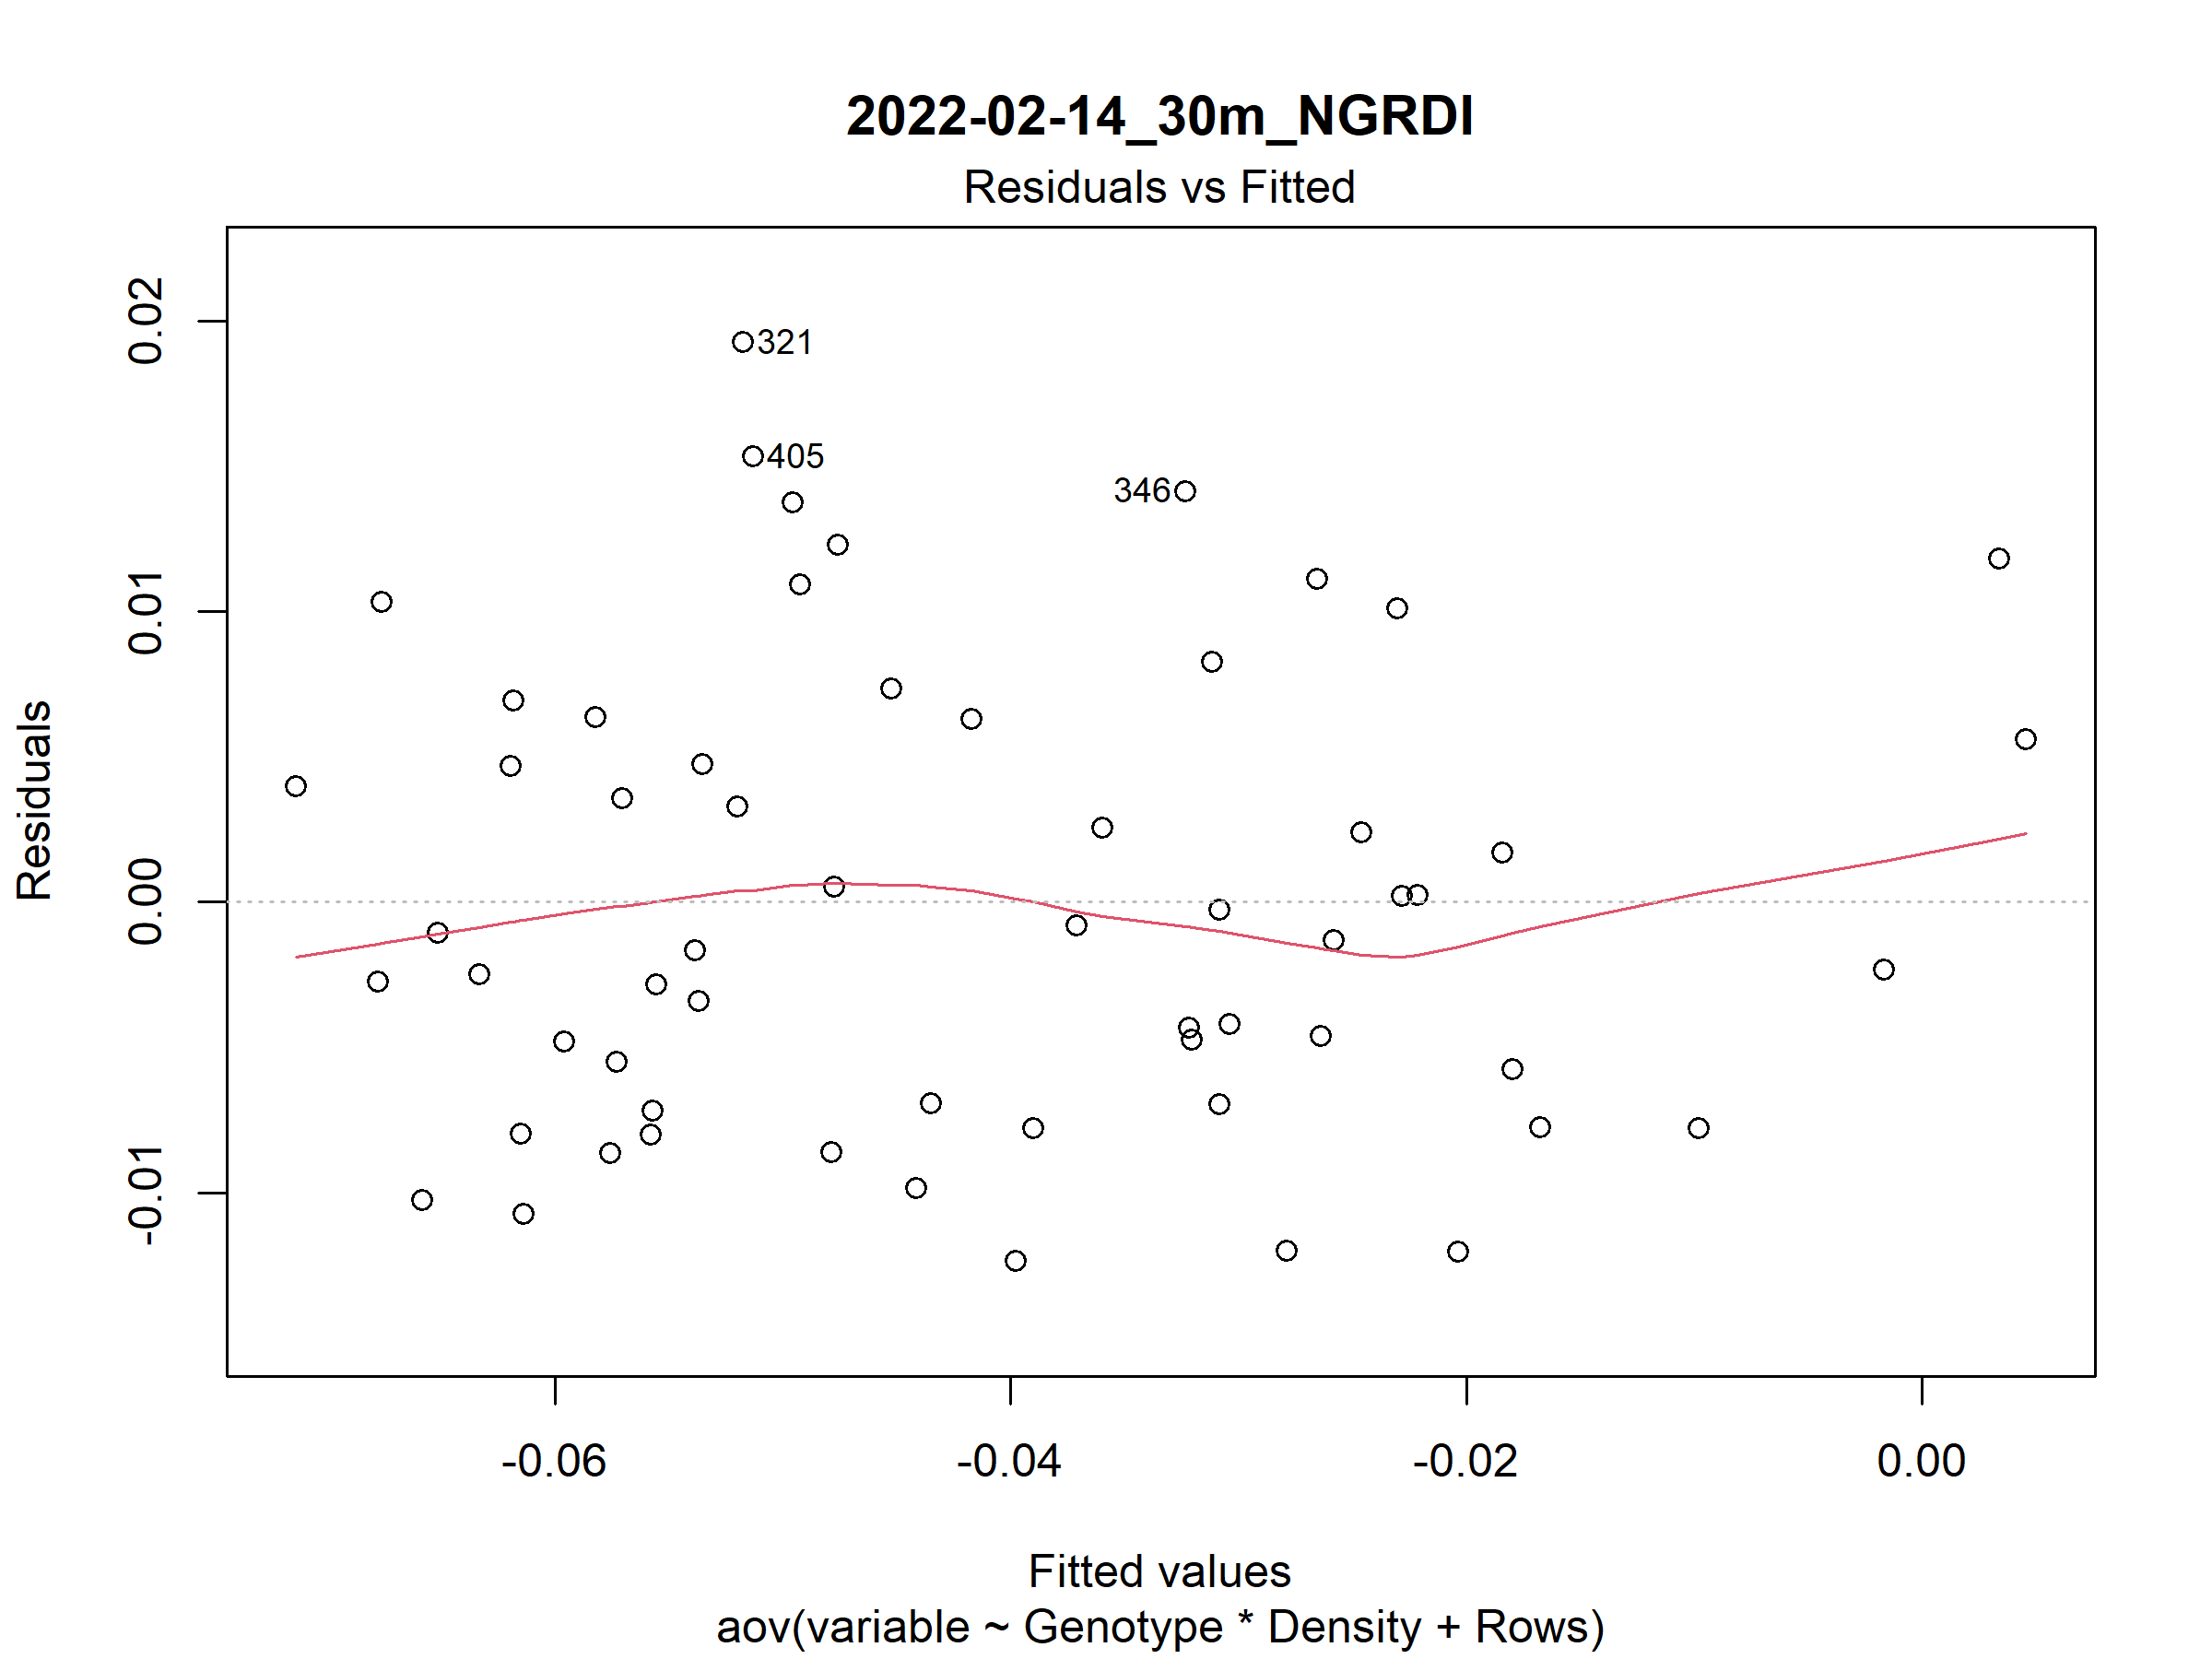 2022-02-14_30m_NGRDI
Residuals vs Fitted
Residuals
0.02
0.01
0.00
-0.01
321
405
346
-0.06
-0.04
-0.02
0.00
Fitted values
aov(variable ~ Genotype * Density + Rows)